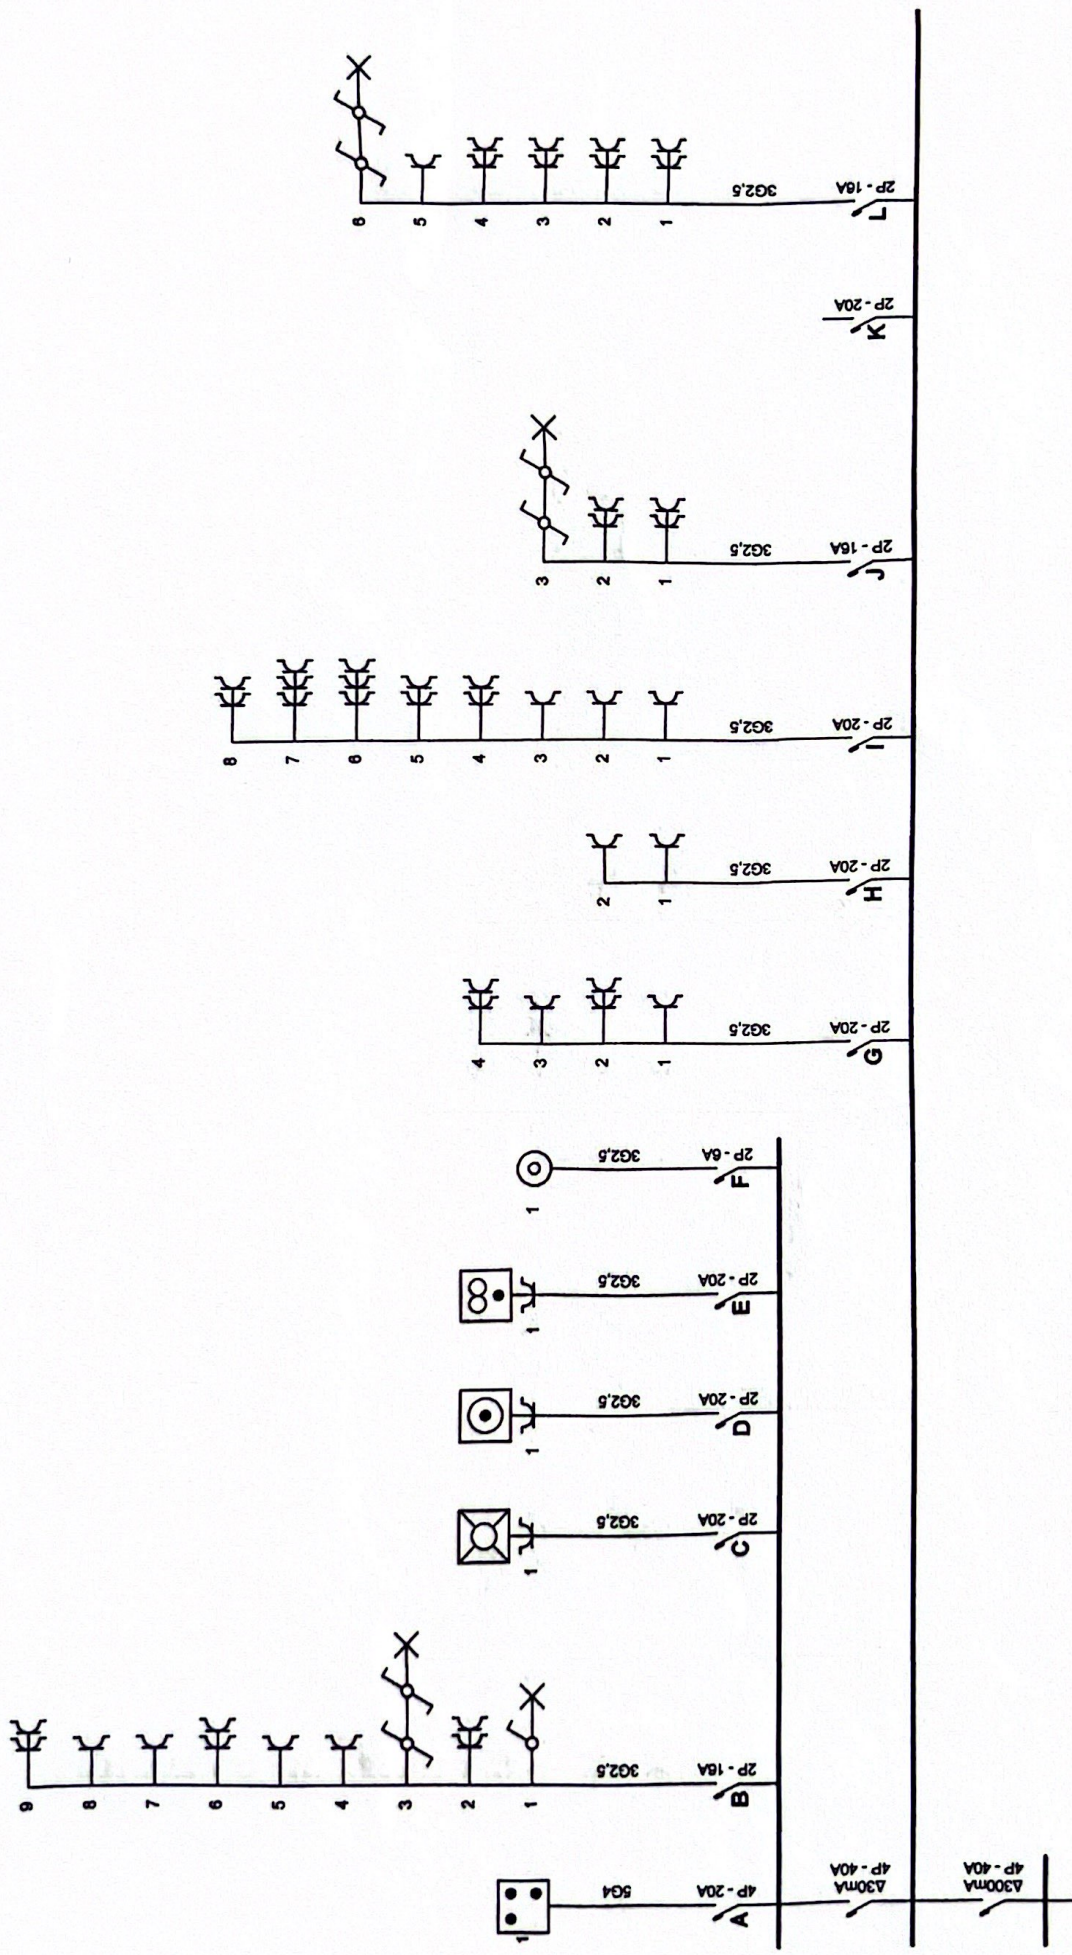 9
8
7
6
5
4
3
2
1
3G2,5
2P - 16A
B
1
5G4
4P - 20A
A
Δ30mA
4P - 40A
Δ300mA
4P - 40A
1
3G2,5
2P - 20A
C
1
3G2,5
2P - 20A
D
1
3G2,5
2P - 20A
E
1
3G2,5
2P - 6A
F
4
3
2
1
3G2,5
2P - 20A
G
2
1
3G2,5
2P - 20A
H
8
7
6
5
4
3
2
1
3G2,5
2P - 20A
I
3
2
1
3G2,5
2P - 16A
J
2P - 20A
K
6
5
4
3
2
1
3G2,5
2P - 16A
L